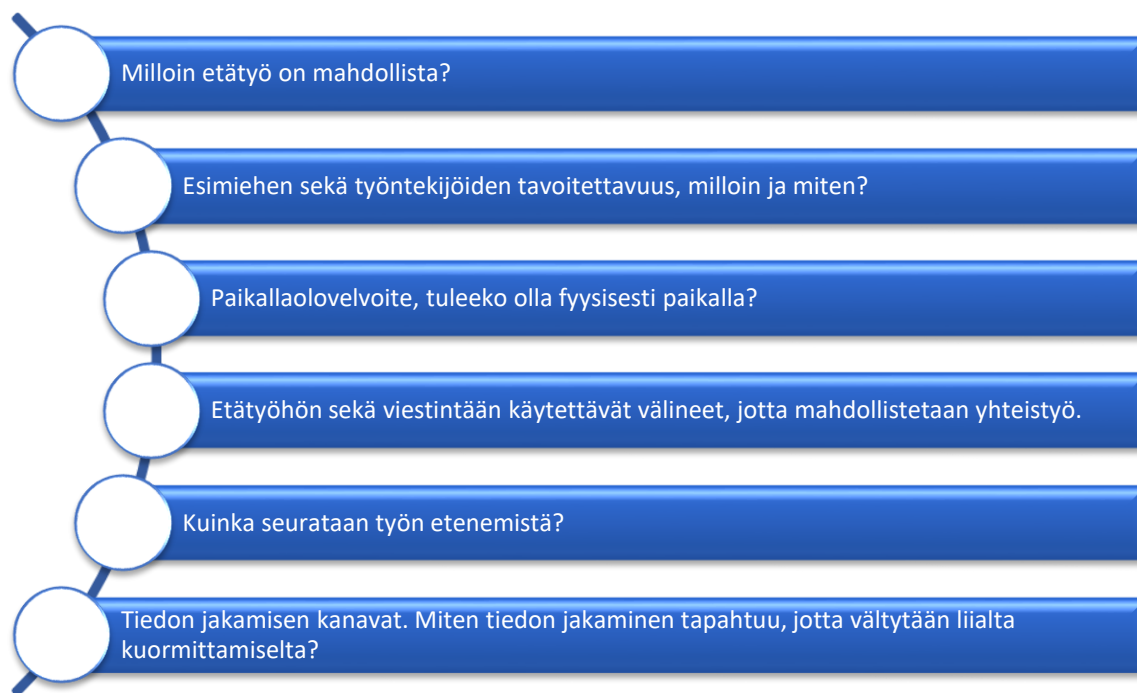 Milloin etätyö on mahdollista?
Esimiehen sekä työntekijöiden tavoitettavuus, milloin ja miten?
Paikallaolovelvoite, tuleeko olla fyysisesti paikalla?
Etätyöhön sekä viestintään käytettävät välineet, jotta mahdollistetaan yhteistyö.
Kuinka seurataan työn etenemistä?
Tiedon jakamisen kanavat. Miten tiedon jakaminen tapahtuu, jotta vältytään liialta
kuormittamiselta?